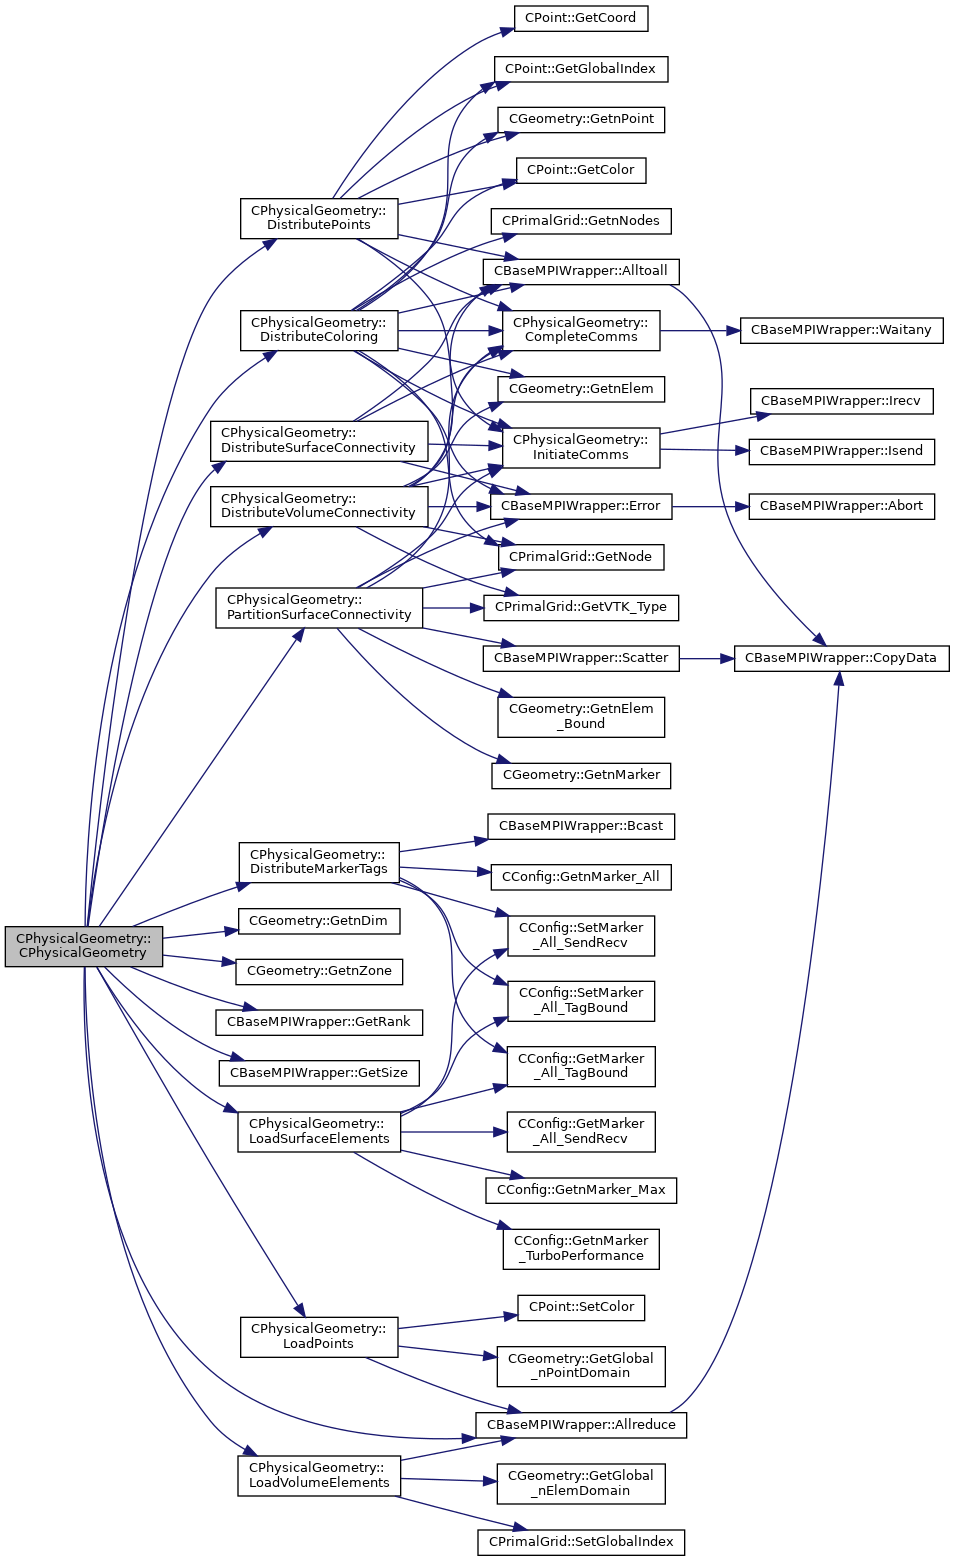 CPoint::GetCoord
CPoint::GetGlobalIndex
CGeometry::GetnPoint
CPoint::GetColor
CPhysicalGeometry::
DistributePoints
CPrimalGrid::GetnNodes
CBaseMPIWrapper::Alltoall
CPhysicalGeometry::
DistributeColoring
CPhysicalGeometry::
CompleteComms
CBaseMPIWrapper::Waitany
CGeometry::GetnElem
CBaseMPIWrapper::Irecv
CPhysicalGeometry::
DistributeSurfaceConnectivity
CPhysicalGeometry::
InitiateComms
CBaseMPIWrapper::Isend
CPhysicalGeometry::
DistributeVolumeConnectivity
CBaseMPIWrapper::Error
CBaseMPIWrapper::Abort
CPrimalGrid::GetNode
CPhysicalGeometry::
PartitionSurfaceConnectivity
CPrimalGrid::GetVTK_Type
CBaseMPIWrapper::Scatter
CBaseMPIWrapper::CopyData
CGeometry::GetnElem
_Bound
CGeometry::GetnMarker
CBaseMPIWrapper::Bcast
CPhysicalGeometry::
DistributeMarkerTags
CConfig::GetnMarker_All
CGeometry::GetnDim
CConfig::SetMarker
_All_SendRecv
CPhysicalGeometry::
CPhysicalGeometry
CGeometry::GetnZone
CConfig::SetMarker
_All_TagBound
CBaseMPIWrapper::GetRank
CConfig::GetMarker
_All_TagBound
CBaseMPIWrapper::GetSize
CPhysicalGeometry::
LoadSurfaceElements
CConfig::GetMarker
_All_SendRecv
CConfig::GetnMarker_Max
CConfig::GetnMarker
_TurboPerformance
CPoint::SetColor
CPhysicalGeometry::
LoadPoints
CGeometry::GetGlobal
_nPointDomain
CBaseMPIWrapper::Allreduce
CPhysicalGeometry::
LoadVolumeElements
CGeometry::GetGlobal
_nElemDomain
CPrimalGrid::SetGlobalIndex